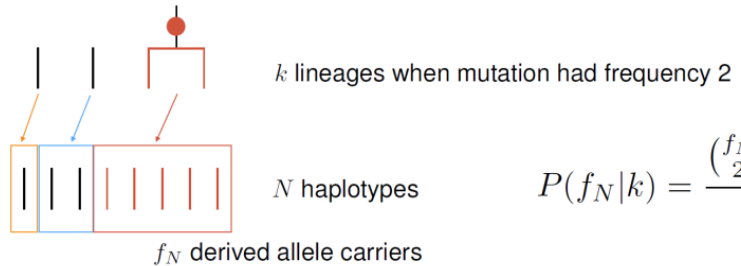 k lineages when mutation had frequency 2
N haplotypes
P(f_N|k) =
f_N derived allele carriers